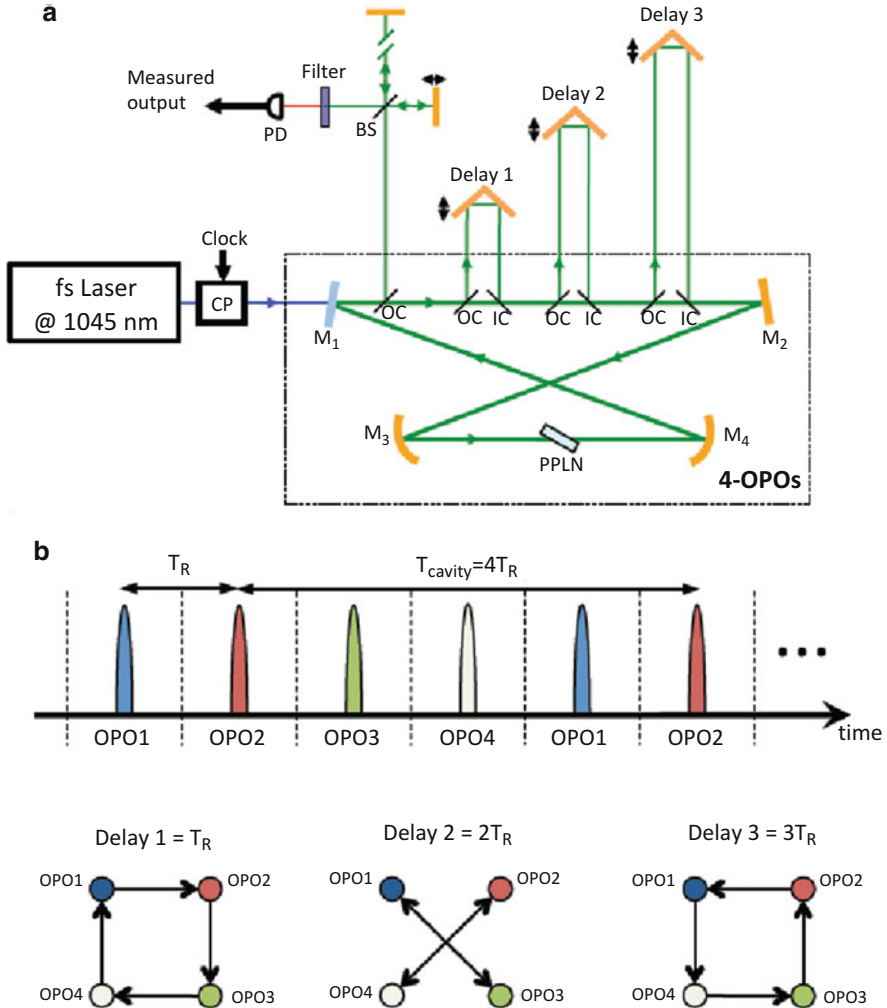 a
Delay 3
Measured output
Filter
Delay 2
PD
BS
Delay 1
Clock
fs Laser
@ 1045 nm
CP
OC
OC
IC
OC
IC
OC
IC
M1
M2
M3
M4
PPLN
4-OPOs
b
TR
Tcavity=4TR
OPO1
OPO2
OPO3
OPO4
OPO1
OPO2
time
Delay 1 = TR
Delay 2 = 2TR
Delay 3 = 3TR
OPO1
OPO2
OPO1
OPO2
OPO1
OPO2
OPO4
OPO3
OPO4
OPO3
OPO4
OPO3